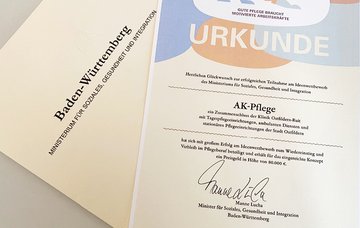 Baden-Württemberg
MINISTERIUM FÜR SOZIALES, GESUNDHEIT UND INTEGRATION
GUTE PFLEGE BRAUCHT
MOTIVIERTE ARBEITSKRÄFTE
URKUNDE
Herzlichen Glückwunsch zur erfolgreichen Teilnahme am Ideenwettbewerb
des Ministeriums für Soziales, Gesundheit und Integration
AK-Pflege
ein Zusammenschluss der Klinik Ostfildern-Ruit
mit Tagespflegeeinrichtungen, ambulanten Diensten und
stationären Pflegeeinrichtungen der Stadt Ostfildern
hat sich mit großem Erfolg am Ideenwettbewerb zum Wiedereinstieg und
Verbleib im Pflegeberuf beteiligt und erhält für das eingereichte Konzept
ein Preisgeld in Höhe von 80.000 €.
Manne Lucha
Manne Lucha
Minister für Soziales, Gesundheit und Integration
Baden-Württemberg